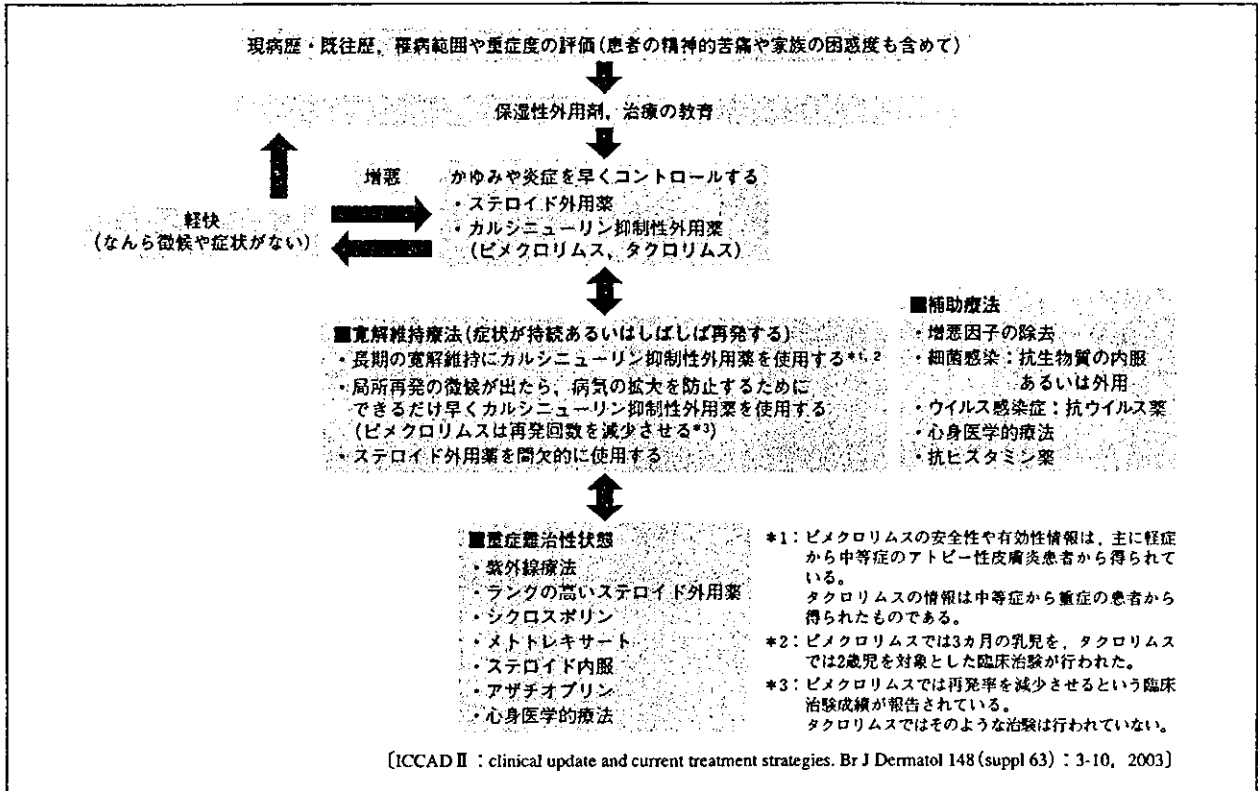 現病歴・既往歴，罹病範囲や重症度の評価(患者の精神的苦痛や家族の困惑度も含めて)
保湿性外用剤，治療の教育
増悪
かゆみや炎症を早くコントロールする
・ステロイド外用薬
・カルシニューリン抑制性外用薬
(ピメクロリムス，タクロリムス)
軽快
(なんら徴候や症状がない)
■寛解維持療法(症状が持続あるいはしばしば再発する)
・長期の寛解維持にカルシニューリン抑制性外用薬を使用する*1, 2
・局所再発の徴候が出たら，病気の拡大を防止するために
できるだけ早くカルシニューリン抑制性外用薬を使用する
(ピメクロリムスは再発回数を減少させる*3)
・ステロイド外用薬を間欠的に使用する
■補助療法
・増悪因子の除去
・細菌感染：抗生物質の内服
あるいは外用
・ウイルス感染症：抗ウイルス薬
・心身医学的療法
・抗ヒスタミン薬
■重症難治性状態
・紫外線療法
・ランクの高いステロイド外用薬
・シクロスポリン
・メトトレキサート
・ステロイド内服
・アザチオプリン
・心身医学的療法
*1：ピメクロリムスの安全性や有効性情報は，主に軽症
から中等症のアトピー性皮膚炎患者から得られて
いる。
タクロリムスの情報は中等症から重症の患者から
得られたものである。
*2：ピメクロリムスでは3カ月の乳児を，タクロリムス
では2歳児を対象とした臨床治験が行われた。
*3：ピメクロリムスでは再発率を減少させるという臨床
治験成績が報告されている。
タクロリムスではそのような治験は行われていない。
〔ICCAD Ⅱ：clinical update and current treatment strategies. Br J Dermatol 148 (suppl 63)：3-10, 2003〕